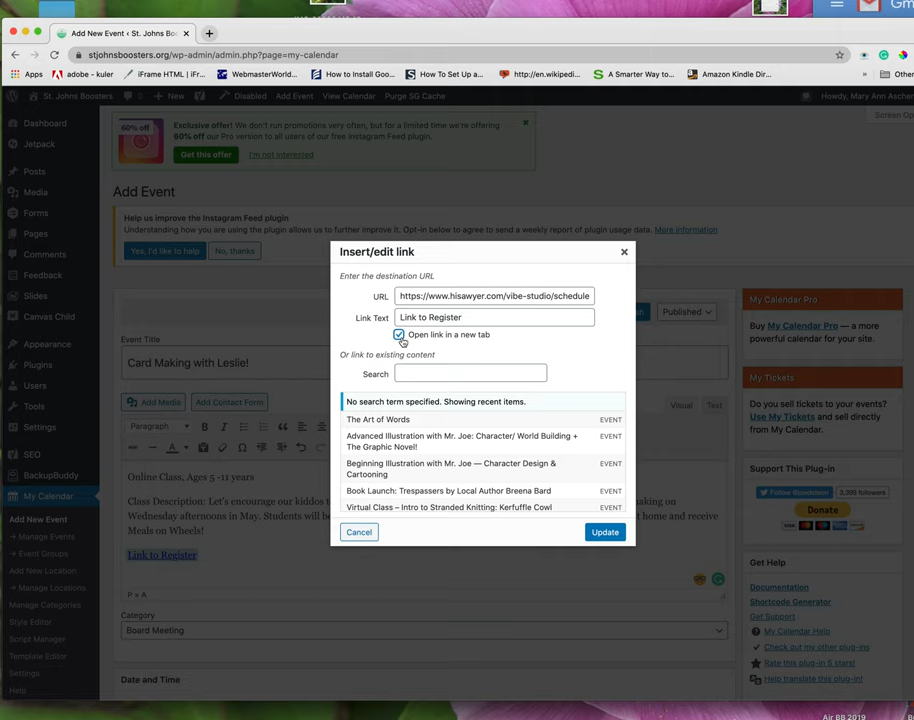 Gm
Add New Event < St. Johns Boosters
stjohnsboosters.org/wp-admin/admin.php?page=my-calendar
Apps
adobe - kuler
iFrame HTML | iFr...
WebmasterWorld...
How to Install Goo...
How To Set Up a...
http://en.wikipedi...
A Smarter Way to...
Amazon Kindle Dir...
»
Other
St. Johns Boosters
New
Disabled
Add Event
View Calendar
Purge SG Cache
Howdy, Mary Ann Ascher
Screen Op
Dashboard
Jetpack
Posts
Media
Forms
Pages
Comments
Feedback
Slides
Canvas Child
Appearance
Plugins
Users
Tools
Settings
SEO
BackupBuddy
My Calendar
Add New Event
→ Manage Events
→ Event Groups
Add New Location
→ Manage Locations
Manage Categories
Style Editor
Script Manager
Template Editor
Settings
Help
60% off
Exclusive offer! We don't run promotions very often, but for a limited time we're offering
60% off our Pro version to all users of our free Instagram Feed plugin.
Get this offer
I'm not interested
Add Event
Help us improve the Instagram Feed plugin
Understanding how you are using the plugin allows us to further improve it. Opt-in below to agree to send a weekly report of plugin usage data. More information
Yes, I'd like to help
No, thanks
Published
Event Title
Card Making with Leslie!
Add Media
Add Contact Form
Visual
Text
Paragraph
Online Class, Ages 5 -11 years
Class Description: Let's encourage our kiddos t
making on
Wednesday afternoons in May. Students will be
t home and receive
Meals on Wheels!
Link to Register
P » A
Category
Board Meeting
Date and Time
Insert/edit link
Enter the destination URL
URL
https://www.hisawyer.com/vibe-studio/schedule
Link Text
Link to Register
Open link in a new tab
Or link to existing content
Search
No search term specified. Showing recent items.
The Art of Words
EVENT
Advanced Illustration with Mr. Joe: Character/ World Building +
The Graphic Novel!
EVENT
Beginning Illustration with Mr. Joe — Character Design &
Cartooning
EVENT
Book Launch: Trespassers by Local Author Breena Bard
EVENT
Virtual Class – Intro to Stranded Knitting: Kerfuffle Cowl
EVENT
Cancel
Update
My Calendar Pro
Buy My Calendar Pro — a more
powerful calendar for your site.
My Tickets
Do you sell tickets to your events?
Use My Tickets and sell directly
from My Calendar.
Support This Plug-in
Follow @joedolson
3,399 followers
Donate
Get Help
Documentation
Shortcode Generator
Get Support
My Calendar Help
Check out my other plug-ins
Rate this plug-in 5 stars!
Help translate this plug-in!
Air BB 2019